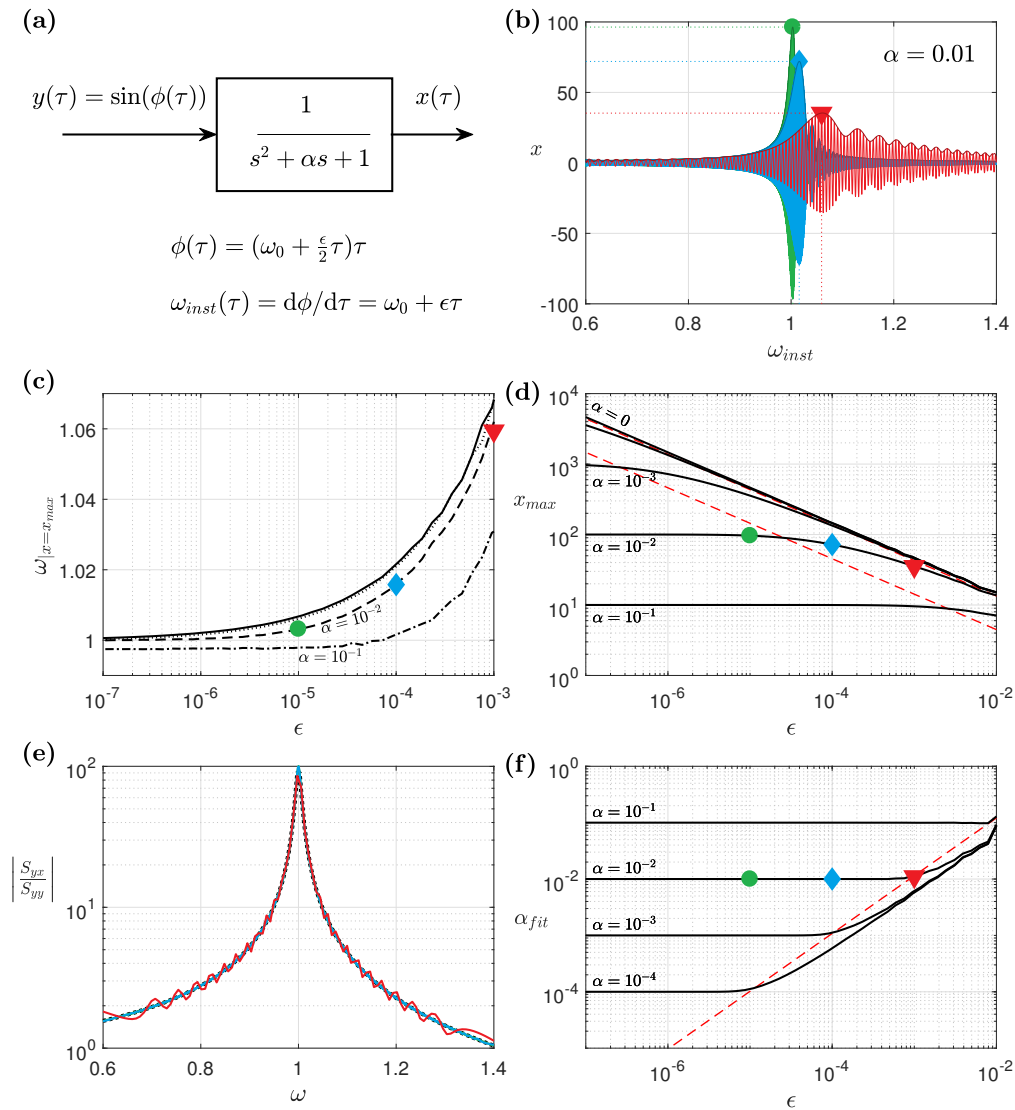 (a)
y(τ) = sin(ϕ(τ))
1
s² + αs + 1
x(τ)
ϕ(τ) = (ω₀ + ϵ/2 τ)τ
ω_inst(τ) = dϕ/dτ = ω₀ + ϵτ
(b)
α = 0.01
x
100
50
0
-50
-100
0.6 0.8 1 1.2 1.4
ω_inst
(c)
ω|x=x_max
1.06
1.04
1.02
1
α = 10⁻²
α = 10⁻¹
10⁻⁷ 10⁻⁶ 10⁻⁵ 10⁻⁴ 10⁻³
ϵ
(d)
x_max
10⁴
10³
10²
10¹
10⁰
α = 0
α = 10⁻³
α = 10⁻²
α = 10⁻¹
10⁻⁶ 10⁻⁴ 10⁻²
ϵ
(e)
|S_yx / S_yy|
10²
10¹
10⁰
0.6 0.8 1 1.2 1.4
ω
(f)
α_fit
10⁰
10⁻²
10⁻⁴
α = 10⁻¹
α = 10⁻²
α = 10⁻³
α = 10⁻⁴
10⁻⁶ 10⁻⁴ 10⁻²
ϵ